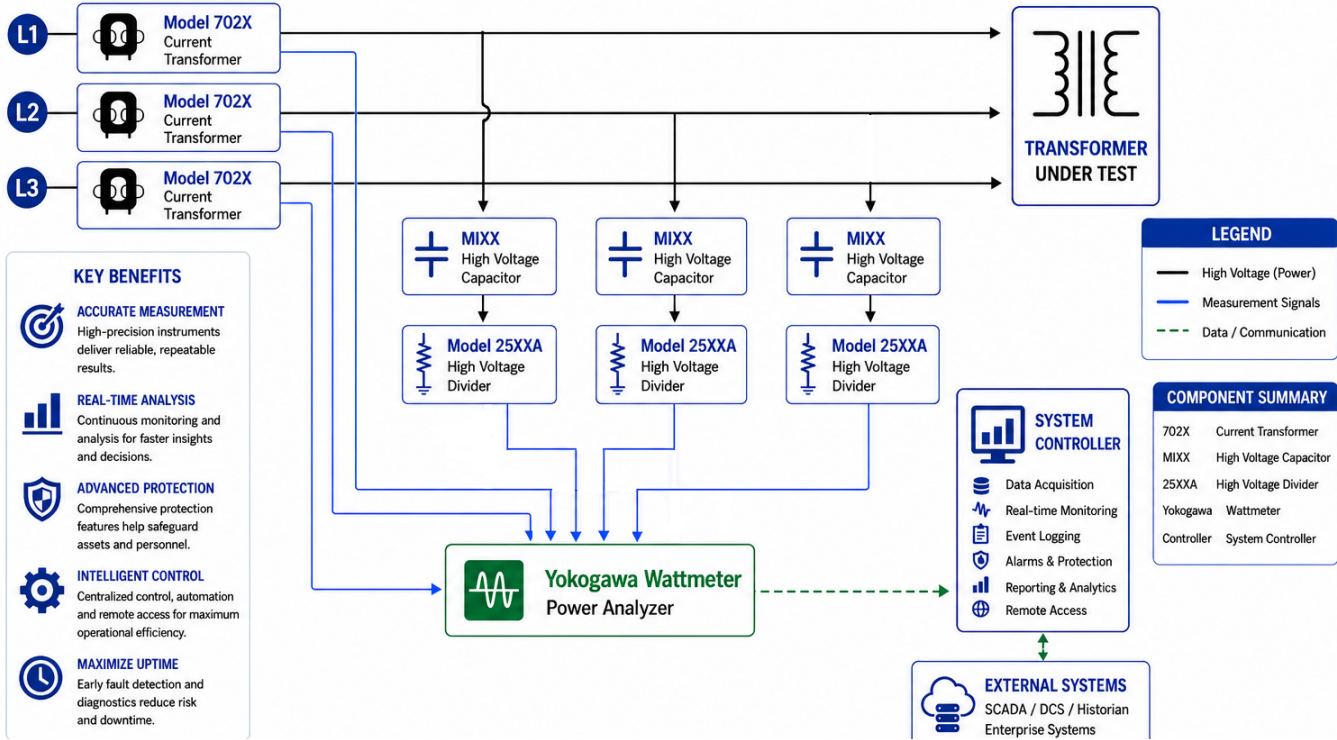 L1
Model 702X
Current
Transformer
L2
Model 702X
Current
Transformer
L3
Model 702X
Current
Transformer
TRANSFORMER
UNDER TEST
MIXX
High Voltage
Capacitor
MIXX
High Voltage
Capacitor
MIXX
High Voltage
Capacitor
Model 25XXA
High Voltage
Divider
Model 25XXA
High Voltage
Divider
Model 25XXA
High Voltage
Divider
LEGEND
High Voltage (Power)
Measurement Signals
Data / Communication
KEY BENEFITS
ACCURATE MEASUREMENT
High-precision instruments
deliver reliable, repeatable
results.
REAL-TIME ANALYSIS
Continuous monitoring and
analysis for faster insights
and decisions.
ADVANCED PROTECTION
Comprehensive protection
features help safeguard
assets and personnel.
INTELLIGENT CONTROL
Centralized control, automation
and remote access for maximum
operational efficiency.
MAXIMIZE UPTIME
Early fault detection and
diagnostics reduce risk
and downtime.
Yokogawa Wattmeter
Power Analyzer
SYSTEM
CONTROLLER
Data Acquisition
Real-time Monitoring
Event Logging
Alarms & Protection
Reporting & Analytics
Remote Access
COMPONENT SUMMARY
702X Current Transformer
MIXX High Voltage Capacitor
25XXA High Voltage Divider
Yokogawa Wattmeter
Controller System Controller
EXTERNAL SYSTEMS
SCADA / DCS / Historian
Enterprise Systems